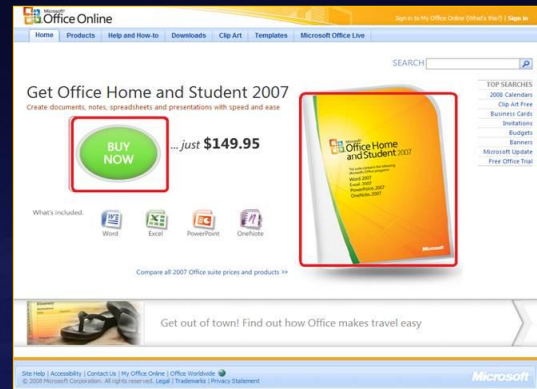 Microsoft®
Office Online
Sign in to My Office Online (What's this?) | Sign in
Home Products Help and How-to Downloads Clip Art Templates Microsoft Office Live
SEARCH
Get Office Home and Student 2007
Create documents, notes, spreadsheets and presentations with speed and ease
BUY
NOW
... just $149.95
What's included.
Word Excel PowerPoint OneNote
Compare all 2007 Office suite prices and products >>
Office Home
and Student 2007
Word 2007
Excel 2007
PowerPoint 2007
OneNote 2007
Microsoft
TOP SEARCHES
2008 Calendars
Clip Art Free
Business Cards
Invitations
Budgets
Banners
Microsoft Update
Free Office Trial
Get out of town! Find out how Office makes travel easy
Site Help | Accessibility | Contact Us | My Office Online | Office Worldwide
© 2008 Microsoft Corporation. All rights reserved. Legal | Trademarks | Privacy Statement
Microsoft